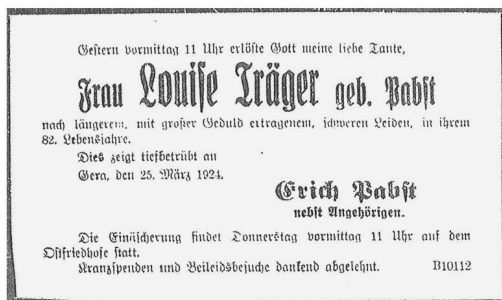 Gestern vormittag 11 Uhr erlöste Gott meine liebe Tante,
Frau Louise Träger geb. Pabst
nach längerem, mit großer Geduld ertragenem, schweren Leiden, in ihrem
82. Lebensjahre.
Dies zeigt tiefbetrübt an
Gera, den 25. März 1924.
Erich Pabst
nebst Angehörigen.
Die Einäscherung findet Donnerstag vormittag 11 Uhr auf dem
Ostfriedhofe statt.
Kranzspenden und Beileidsbesuche dankend abgelehnt. B10112